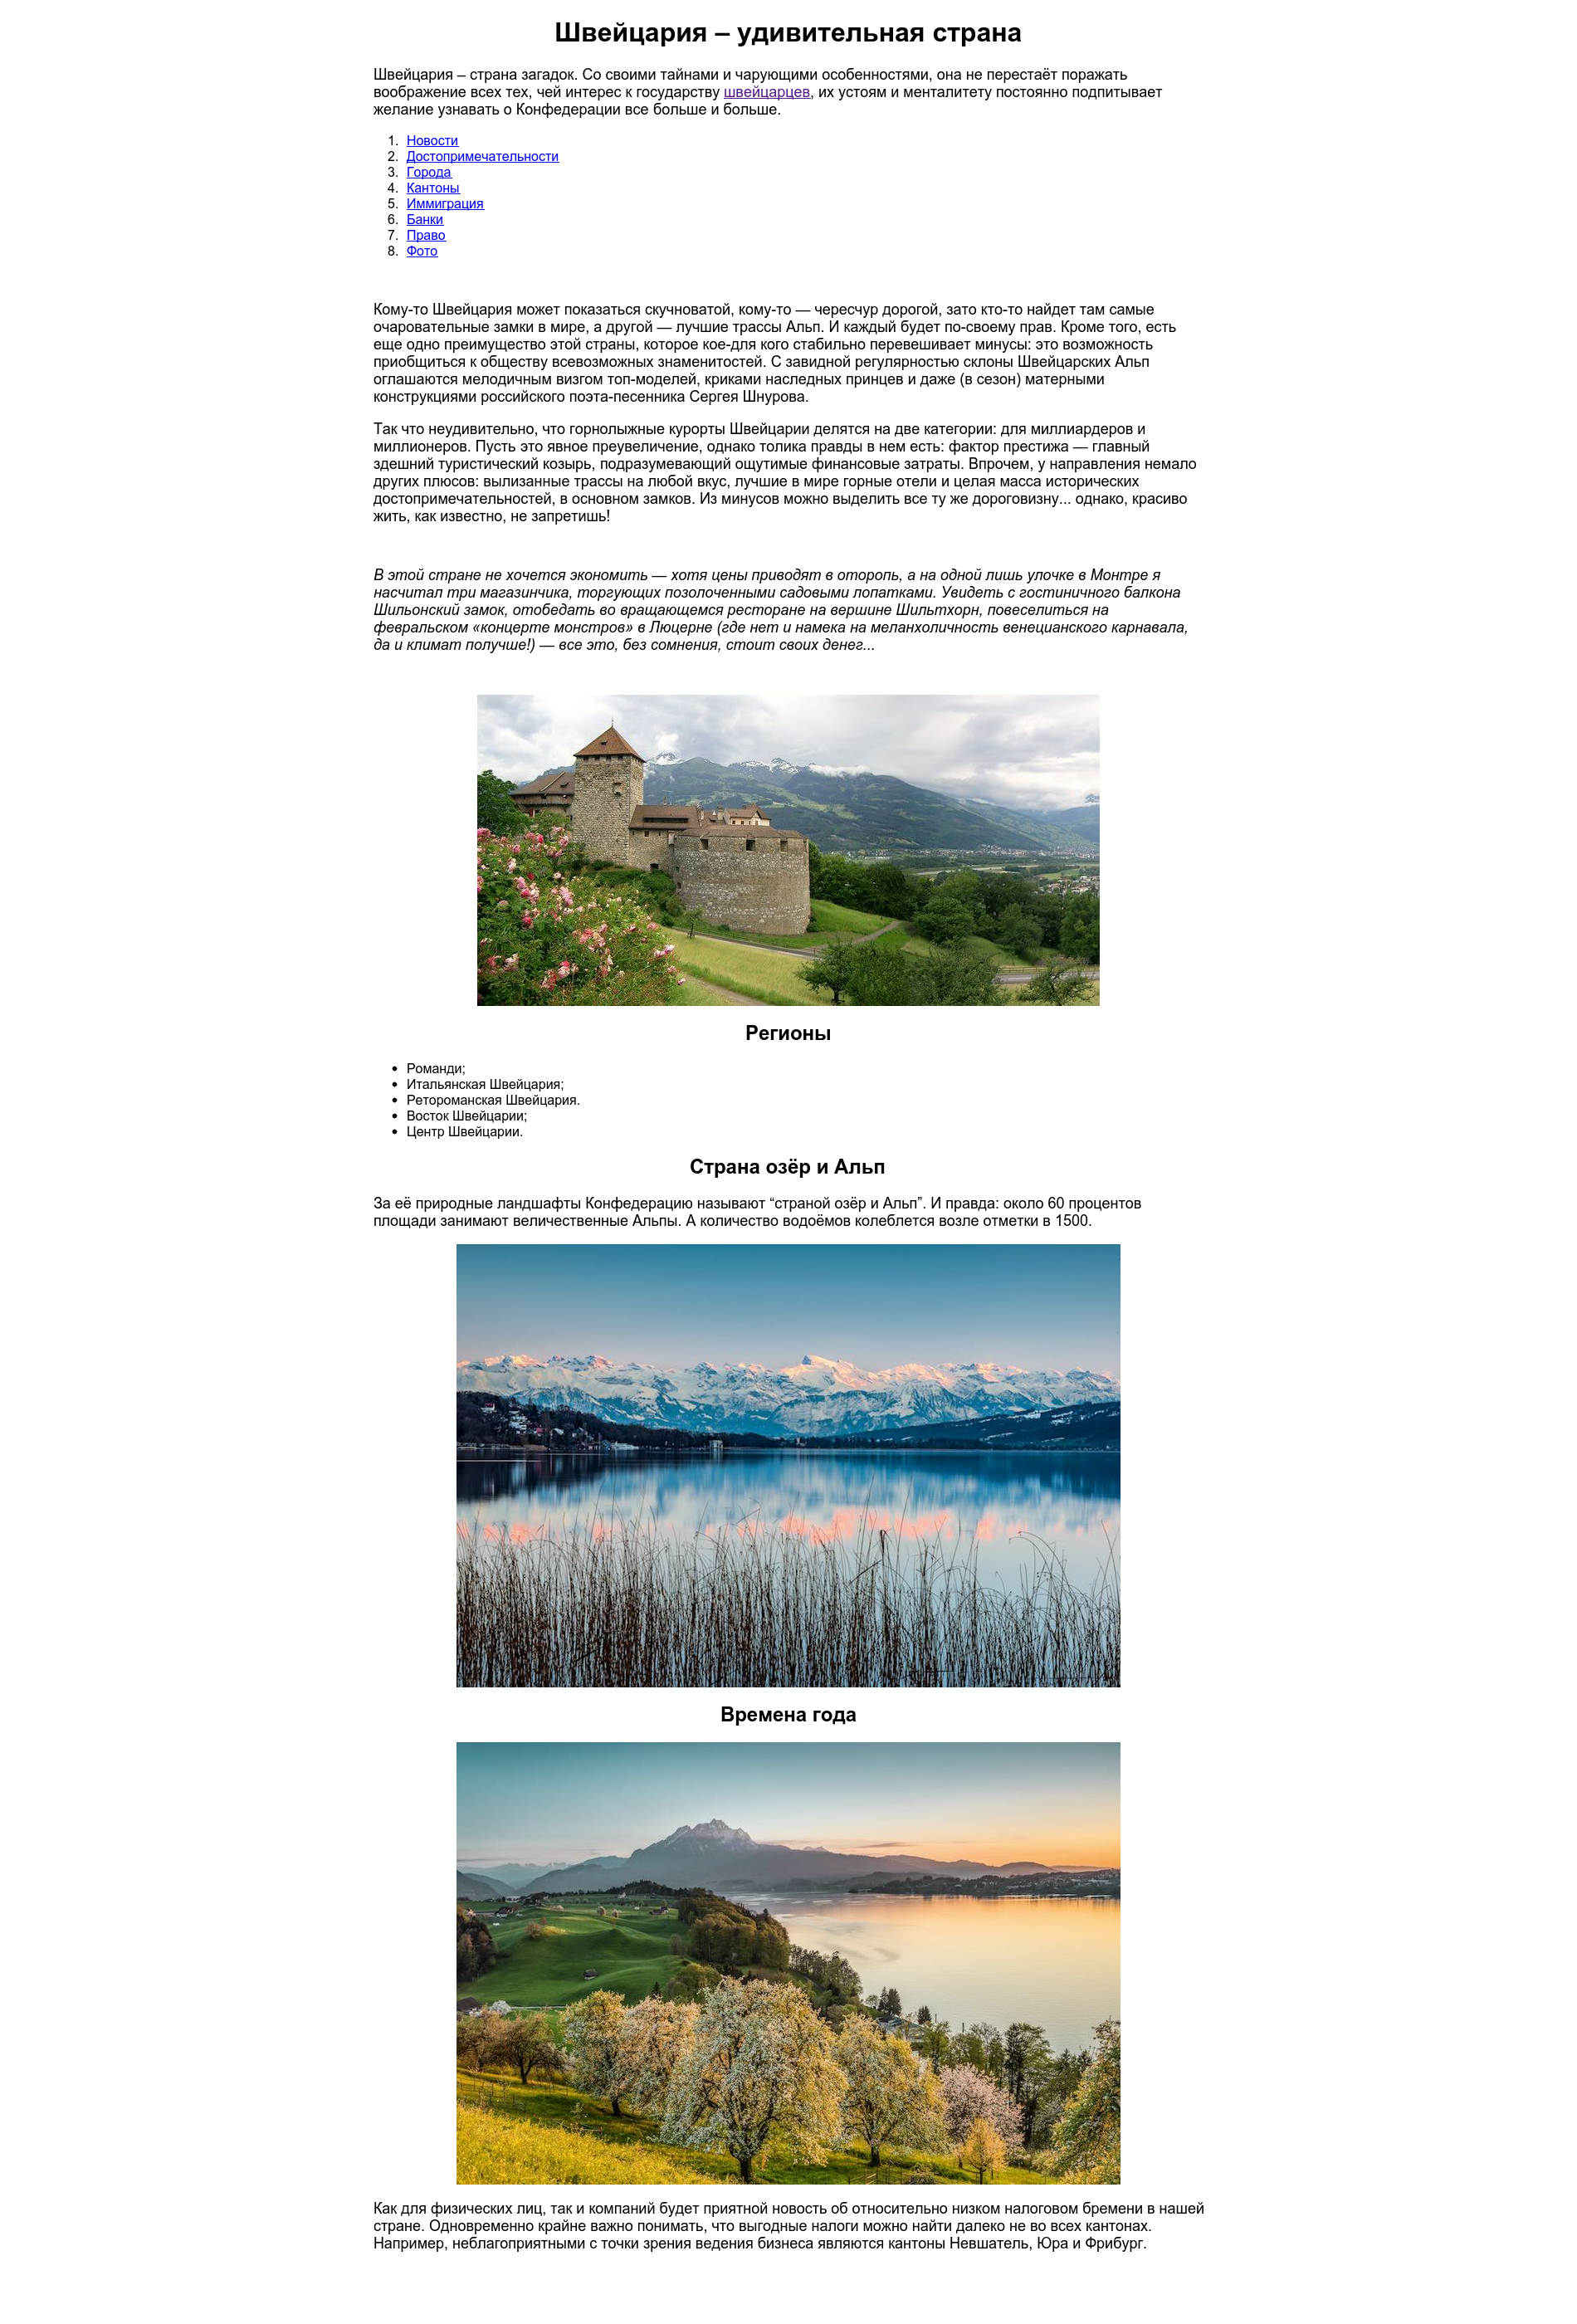 Швейцария – удивительная страна
Швейцария – страна загадок. Со своими тайнами и чарующими особенностями, она не перестаёт поражать
воображение всех тех, чей интерес к государству швейцарцев, их устоям и менталитету постоянно подпитывает
желание узнавать о Конфедерации все больше и больше.
1. Новости
2. Достопримечательности
3. Города
4. Кантоны
5. Иммиграция
6. Банки
7. Право
8. Фото
Кому-то Швейцария может показаться скучноватой, кому-то — чересчур дорогой, зато кто-то найдет там самые
очаровательные замки в мире, а другой — лучшие трассы Альп. И каждый будет по-своему прав. Кроме того, есть
еще одно преимущество этой страны, которое кое-для кого стабильно перевешивает минусы: это возможность
приобщиться к обществу всевозможных знаменитостей. С завидной регулярностью склоны Швейцарских Альп
оглашаются мелодичным визгом топ-моделей, криками наследных принцев и даже (в сезон) матерными
конструкциями российского поэта-песенника Сергея Шнурова.
Так что неудивительно, что горнолыжные курорты Швейцарии делятся на две категории: для миллиардеров и
миллионеров. Пусть это явное преувеличение, однако толика правды в нем есть: фактор престижа — главный
здешний туристический козырь, подразумевающий ощутимые финансовые затраты. Впрочем, у направления немало
других плюсов: вылизанные трассы на любой вкус, лучшие в мире горные отели и целая масса исторических
достопримечательностей, в основном замков. Из минусов можно выделить все ту же дороговизну... однако, красиво
жить, как известно, не запретишь!
В этой стране не хочется экономить — хотя цены приводят в оторопь, а на одной лишь улочке в Монтре я
насчитал три магазинчика, торгующих позолоченными садовыми лопатками. Увидеть с гостиничного балкона
Шильонский замок, отобедать во вращающемся ресторане на вершине Шильтхорн, повеселиться на
февральском «концерте монстров» в Люцерне (где нет и намека на меланхоличность венецианского карнавала,
да и климат получше!) — все это, без сомнения, стоит своих денег...
Регионы
• Романди;
• Итальянская Швейцария;
• Ретороманская Швейцария.
• Восток Швейцарии;
• Центр Швейцарии.
Страна озёр и Альп
За её природные ландшафты Конфедерацию называют “страной озёр и Альп”. И правда: около 60 процентов
площади занимают величественные Альпы. А количество водоёмов колеблется возле отметки в 1500.
Времена года
Как для физических лиц, так и компаний будет приятной новость об относительно низком налоговом бремени в нашей
стране. Одновременно крайне важно понимать, что выгодные налоги можно найти далеко не во всех кантонах.
Например, неблагоприятными с точки зрения ведения бизнеса являются кантоны Невшатель, Юра и Фрибург.